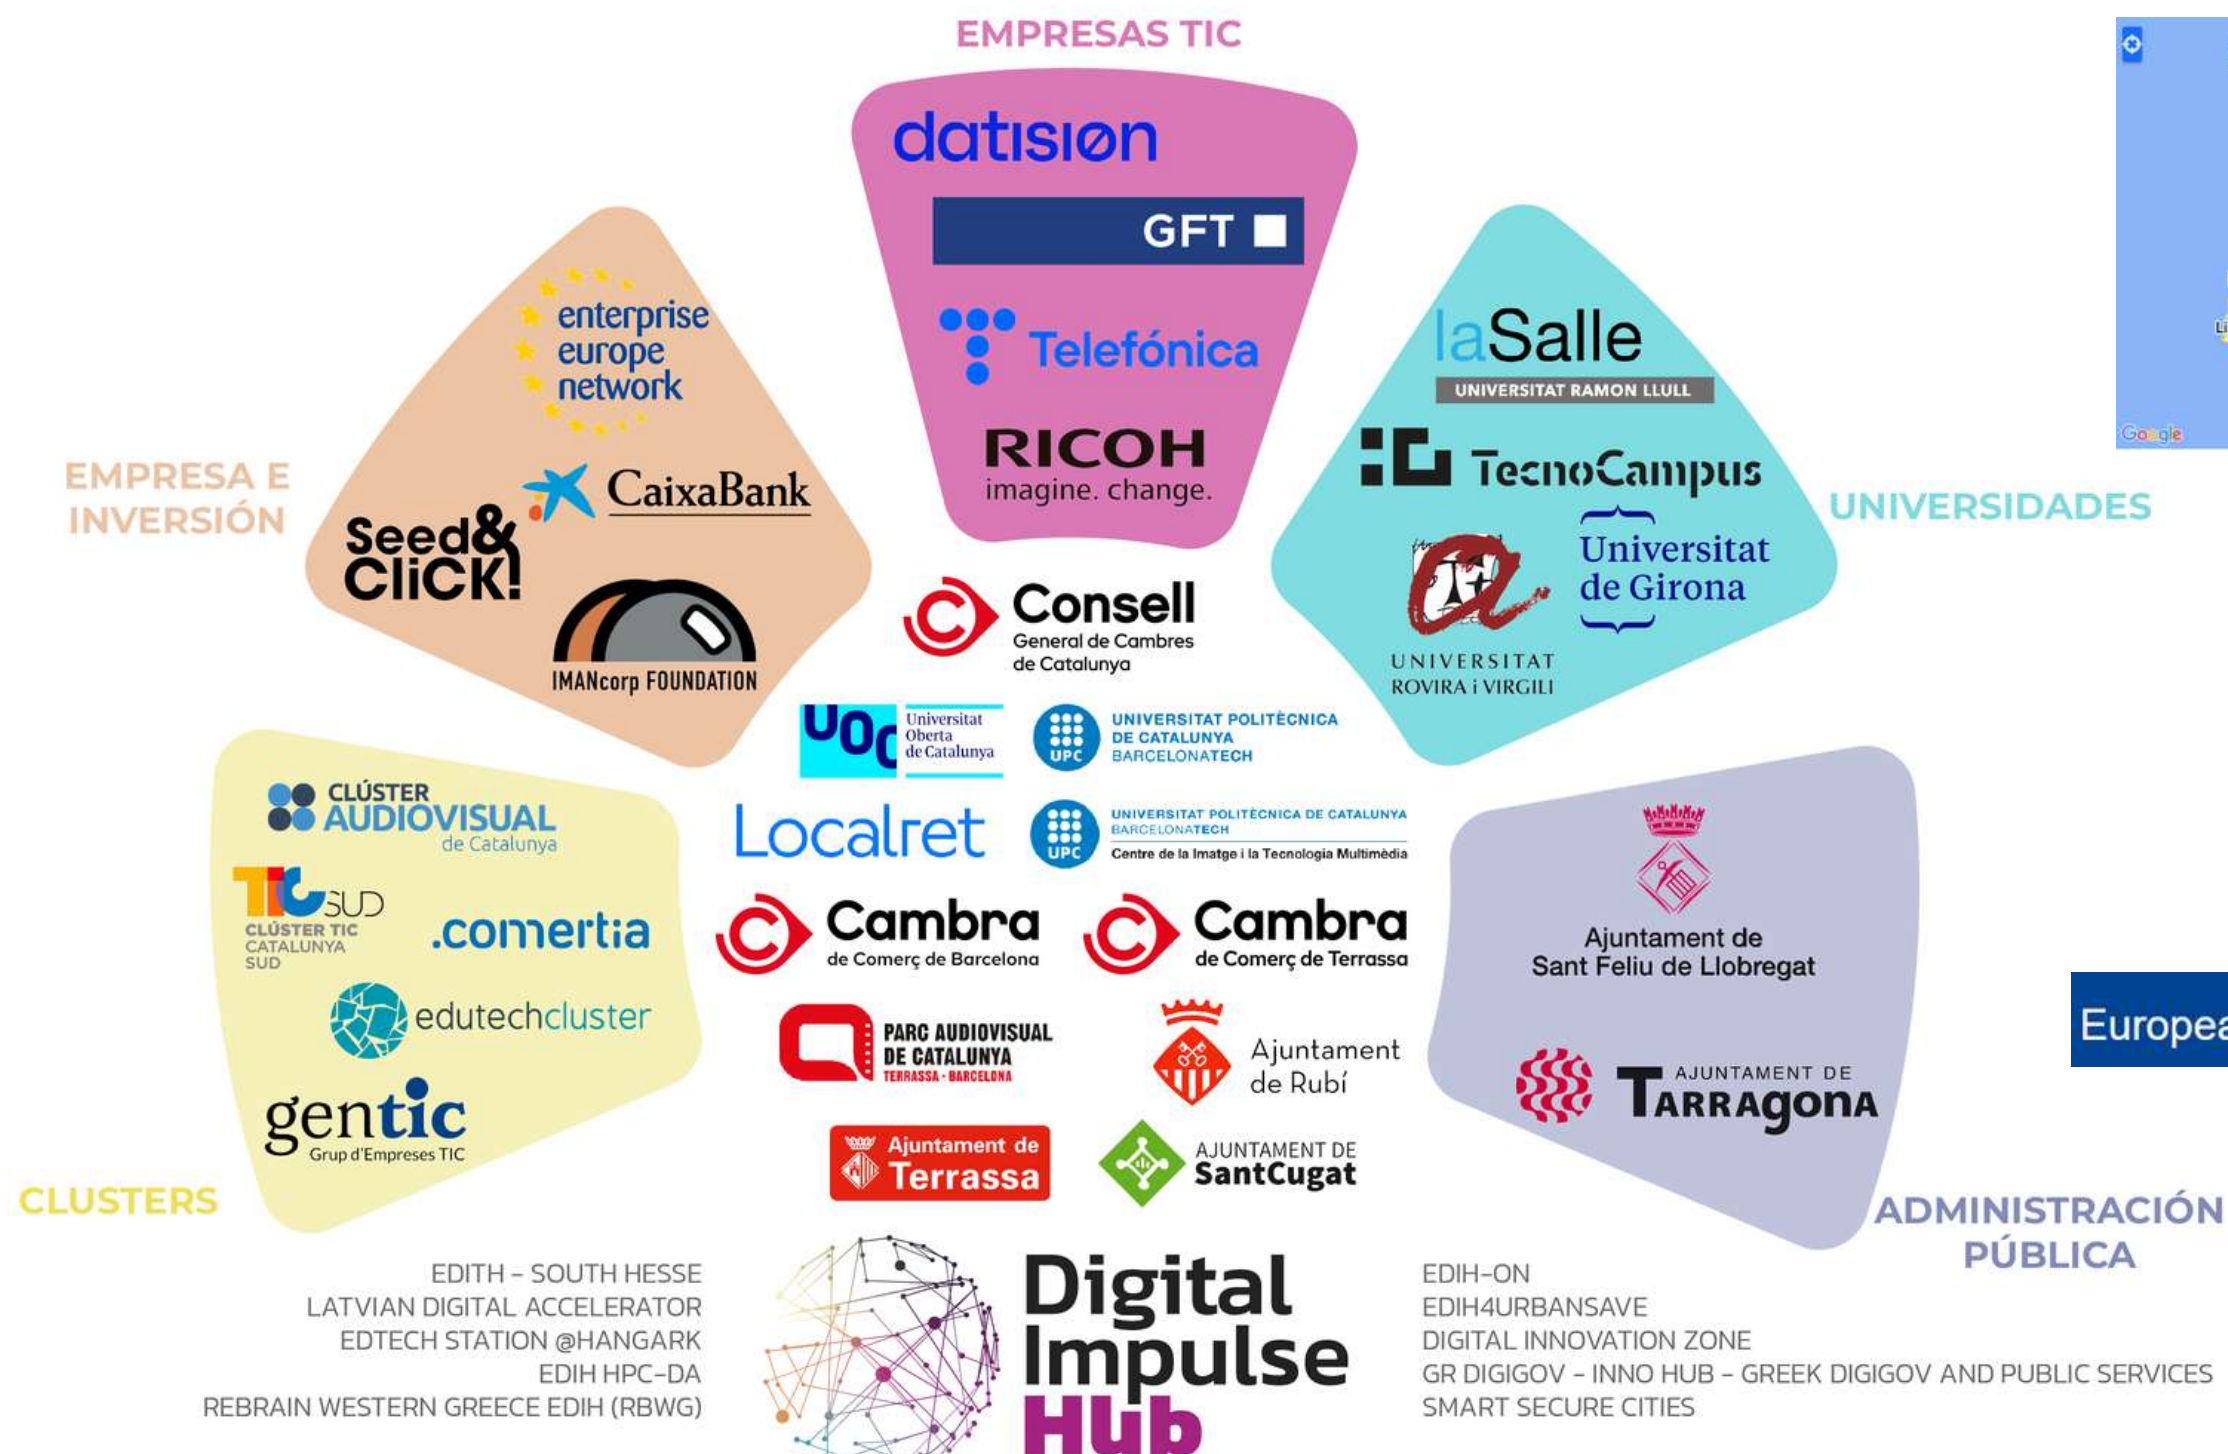 EMPRESAS TIC
datision
GFT
Telefónica
RICOH
imagine. change.
EMPRESA E
INVERSIÓN
enterprise
europe
network
CaixaBank
Seed&
CliCK!
IMANcorp FOUNDATION
UNIVERSIDADES
laSalle
UNIVERSITAT RAMON LLULL
TecnoCampus
Universitat
de Girona
UNIVERSITAT
ROVIRA i VIRGILI
Google
Consell
General de Cambres
de Catalunya
UOC
Universitat
Oberta
de Catalunya
UPC
UNIVERSITAT POLITÈCNICA
DE CATALUNYA
BARCELONATECH
Localret
UPC
UNIVERSITAT POLITÈCNICA DE CATALUNYA
BARCELONATECH
Centre de la Imatge i la Tecnologia Multimèdia
Cambra
de Comerç de Barcelona
Cambra
de Comerç de Terrassa
PARC AUDIOVISUAL
DE CATALUNYA
TERRASSA - BARCELONA
Ajuntament
de Rubí
Ajuntament de
Terrassa
AJUNTAMENT DE
SantCugat
CLUSTERS
CLÚSTER
AUDIOVISUAL
de Catalunya
TIC SUD
CLÚSTER TIC
CATALUNYA
SUD
.comertia
edutechcluster
gentic
Grup d'Empreses TIC
ADMINISTRACIÓN
PÚBLICA
Ajuntament de
Sant Feliu de Llobregat
AJUNTAMENT DE
TARRAgonA
Europea
EDITH – SOUTH HESSE
LATVIAN DIGITAL ACCELERATOR
EDTECH STATION @HANGARK
EDIH HPC-DA
REBRAIN WESTERN GREECE EDIH (RBWG)
Digital
Impulse
Hub
EDIH-ON
EDIH4URBANSAVE
DIGITAL INNOVATION ZONE
GR DIGIGOV – INNO HUB – GREEK DIGIGOV AND PUBLIC SERVICES
SMART SECURE CITIES